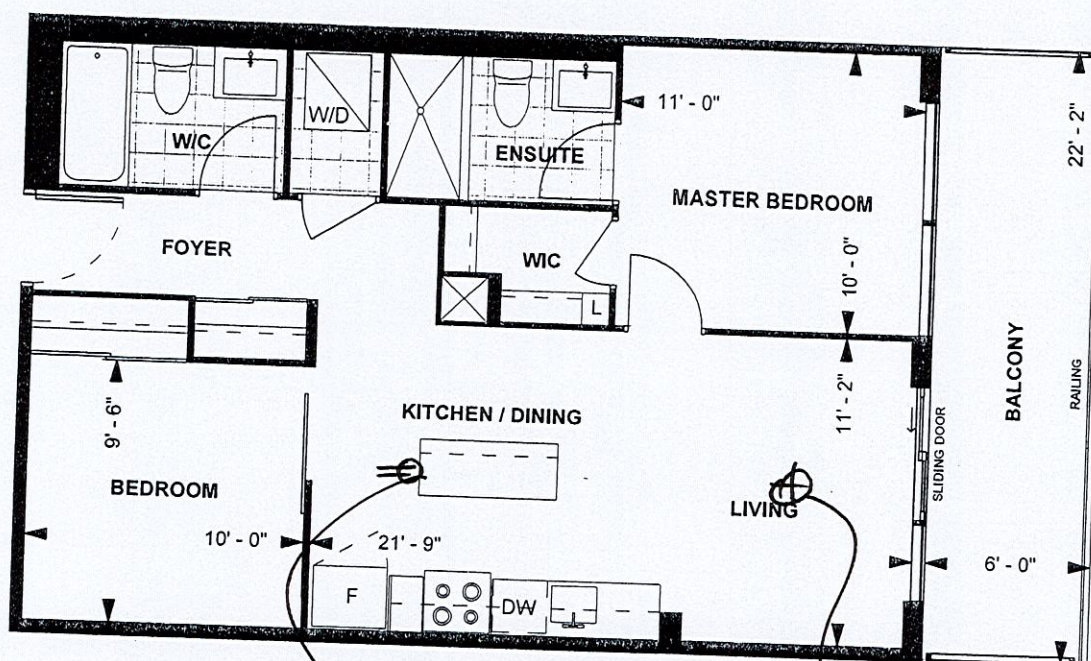 11' - 0"
22' - 2"
W/D
W/C
ENSUITE
MASTER BEDROOM
FOYER
WIC
10' - 0"
L
BALCONY
RAILING
11' - 2"
9' - 6"
KITCHEN / DINING
SLIDING DOOR
BEDROOM
LIVING
10' - 0"
21' - 9"
6' - 0"
F
DW